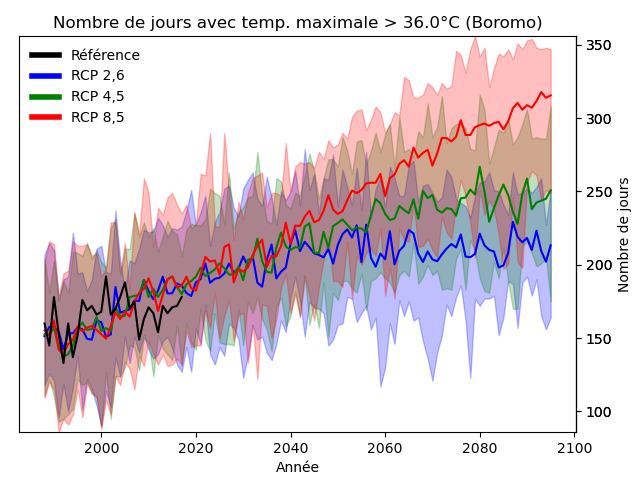 Nombre de jours avec temp. maximale > 36.0°C (Boromo)
Référence
RCP 2,6
RCP 4,5
RCP 8,5
350
300
250
200
150
100
Nombre de jours
2000
2020
2040
2060
2080
2100
Année